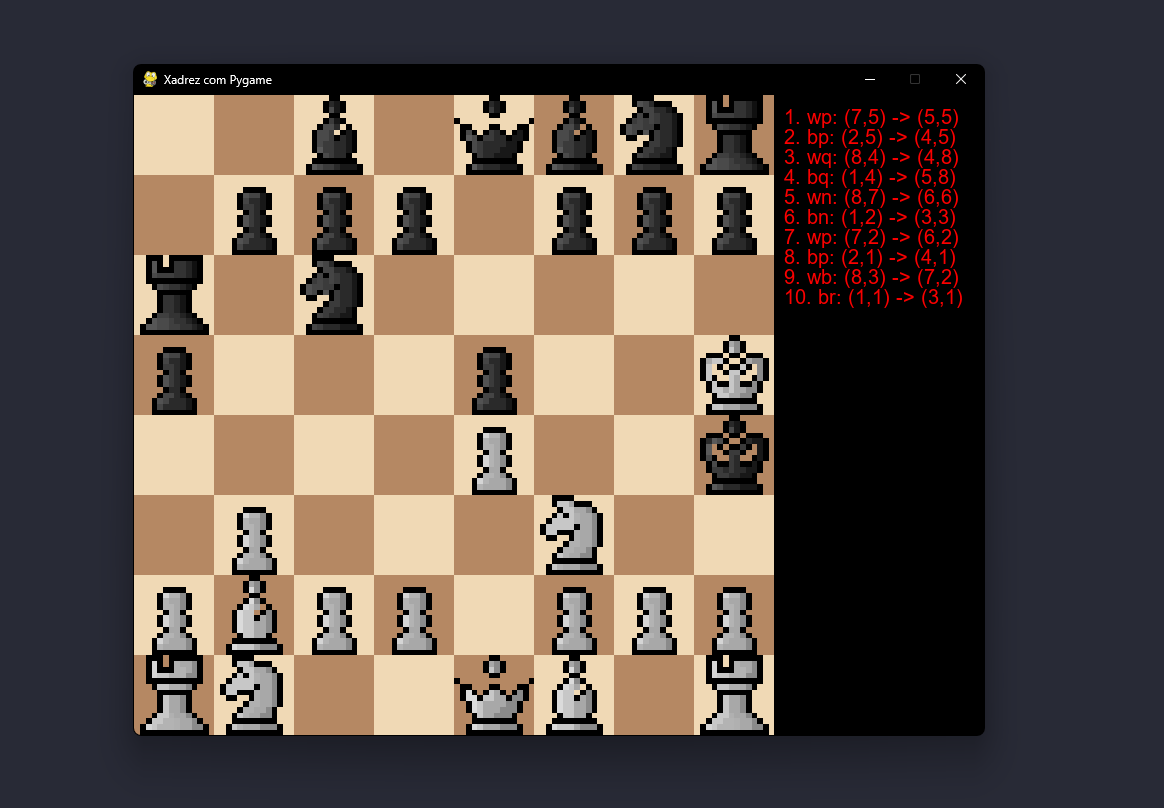 Xadrez com Pygame
1. wp: (7,5) -> (5,5)
2. bp: (2,5) -> (4,5)
3. wq: (8,4) -> (4,8)
4. bq: (1,4) -> (5,8)
5. wn: (8,7) -> (6,6)
6. bn: (1,2) -> (3,3)
7. wp: (7,2) -> (6,2)
8. bp: (2,1) -> (4,1)
9. wb: (8,3) -> (7,2)
10. br: (1,1) -> (3,1)